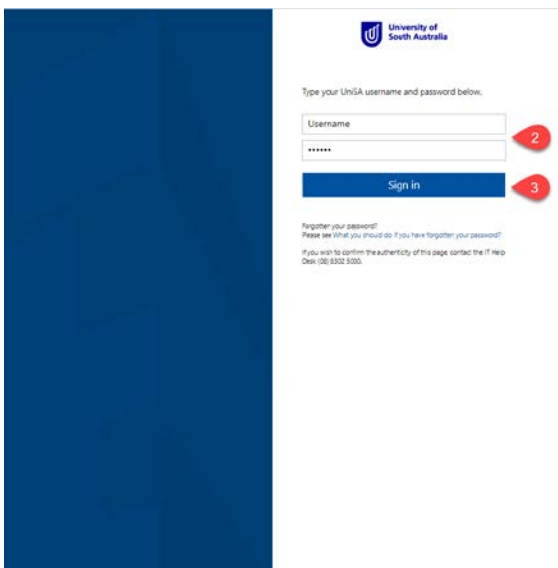 University of
South Australia
Type your UniSA username and password below.
Username
••••••
2
Sign in
3
Forgotten your password?
Please see What you should do if you have forgotten your password?
If you wish to confirm the authenticity of this page, contact the IT Help
Desk (08) 8302 5000.